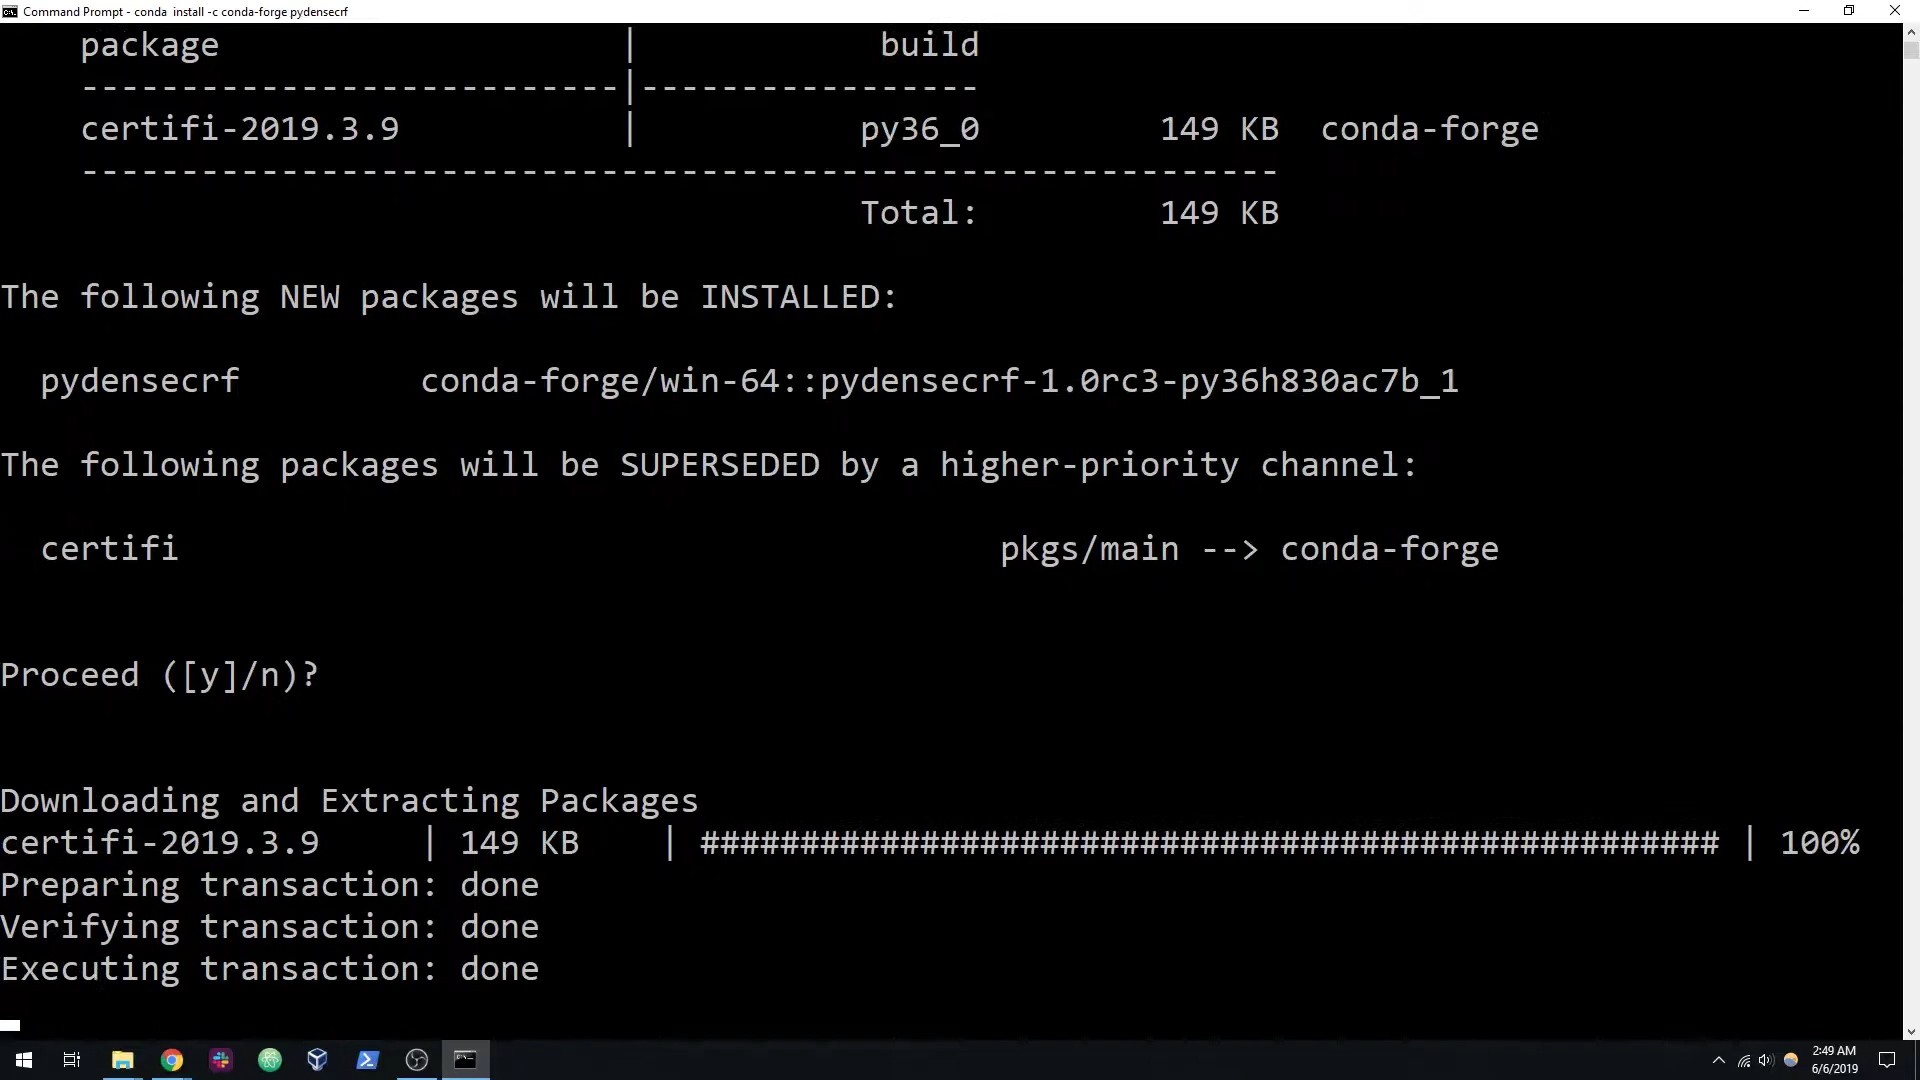 Command Prompt - conda  install -c conda-forge pydensecrf
package                    |            build
---------------------------|-----------------
certifi-2019.3.9           |           py36_0         149 KB  conda-forge
------------------------------------------------------------
Total:         149 KB
The following NEW packages will be INSTALLED:
pydensecrf         conda-forge/win-64::pydensecrf-1.0rc3-py36h830ac7b_1
The following packages will be SUPERSEDED by a higher-priority channel:
certifi                                         pkgs/main --> conda-forge
Proceed ([y]/n)?
Downloading and Extracting Packages
certifi-2019.3.9     | 149 KB    | ################################################### | 100%
Preparing transaction: done
Verifying transaction: done
Executing transaction: done
2:49 AM
6/6/2019